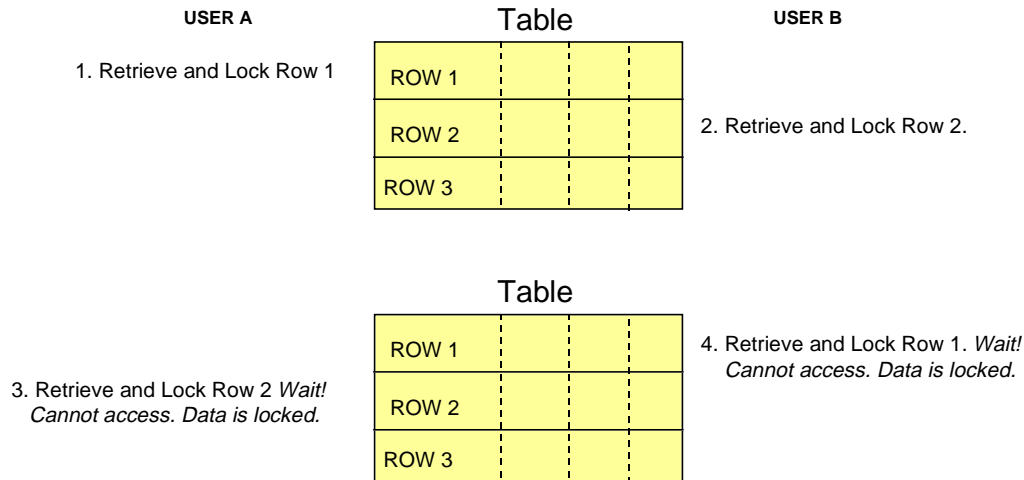 USER A
Table
USER B
1. Retrieve and Lock Row 1
ROW 1
ROW 2
2. Retrieve and Lock Row 2.
ROW 3
Table
ROW 1
4. Retrieve and Lock Row 1. Wait!
Cannot access. Data is locked.
3. Retrieve and Lock Row 2 Wait!
Cannot access. Data is locked.
ROW 2
ROW 3